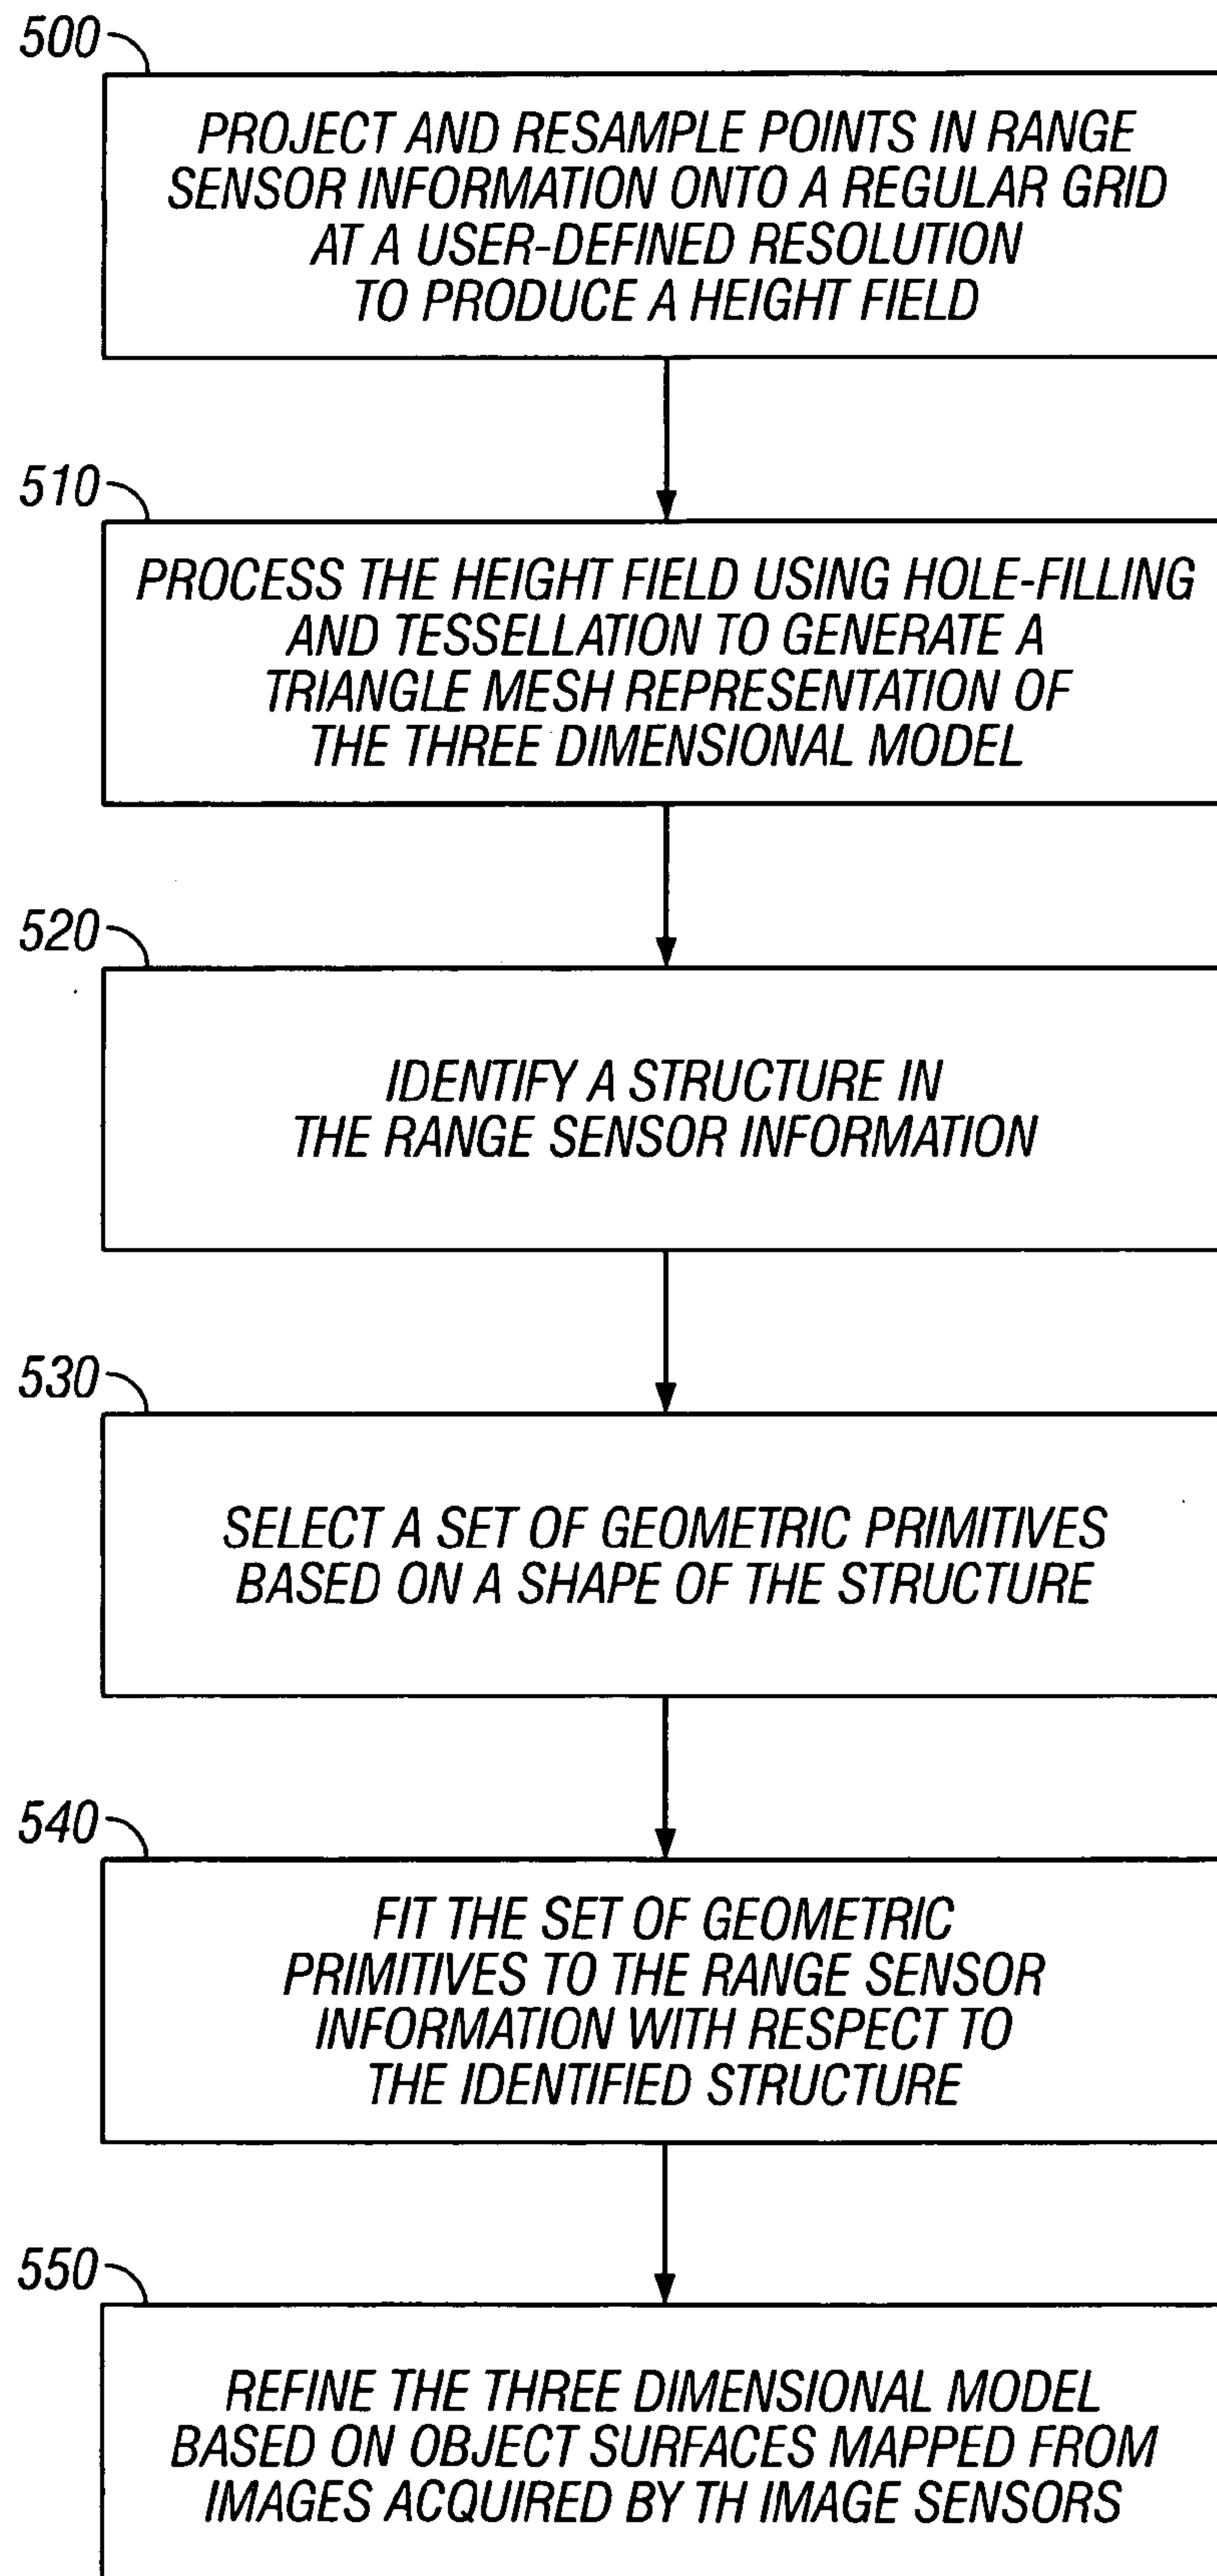 500
PROJECT AND RESAMPLE POINTS IN RANGE
SENSOR INFORMATION ONTO A REGULAR GRID
AT A USER-DEFINED RESOLUTION
TO PRODUCE A HEIGHT FIELD
510
PROCESS THE HEIGHT FIELD USING HOLE-FILLING
AND TESSELLATION TO GENERATE A
TRIANGLE MESH REPRESENTATION OF
THE THREE DIMENSIONAL MODEL
520
IDENTIFY A STRUCTURE IN
THE RANGE SENSOR INFORMATION
530
SELECT A SET OF GEOMETRIC PRIMITIVES
BASED ON A SHAPE OF THE STRUCTURE
540
FIT THE SET OF GEOMETRIC
PRIMITIVES TO THE RANGE SENSOR
INFORMATION WITH RESPECT TO
THE IDENTIFIED STRUCTURE
550
REFINE THE THREE DIMENSIONAL MODEL
BASED ON OBJECT SURFACES MAPPED FROM
IMAGES ACQUIRED BY TH IMAGE SENSORS